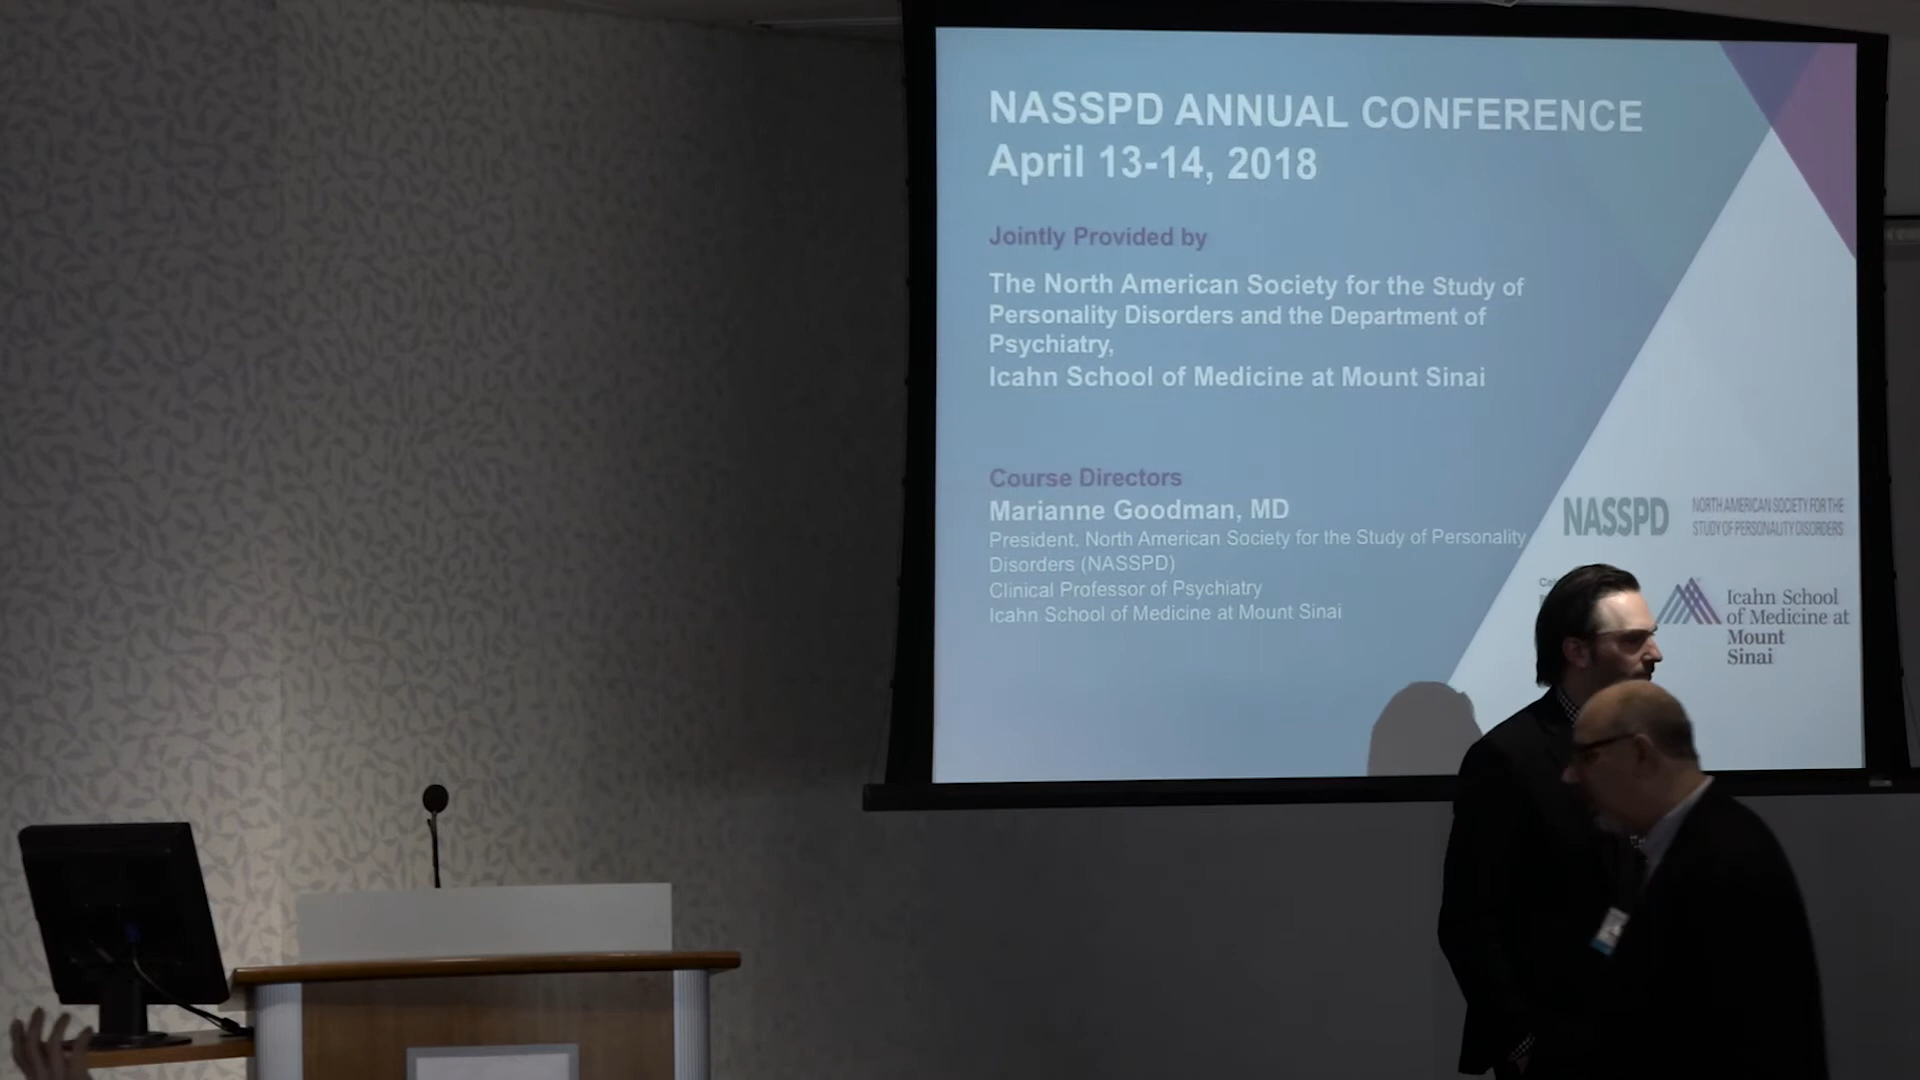 NASSPD ANNUAL CONFERENCE
April 13-14, 2018
Jointly Provided by
The North American Society for the Study of
Personality Disorders and the Department of
Psychiatry,
Icahn School of Medicine at Mount Sinai
Course Directors
Marianne Goodman, MD
President, North American Society for the Study of Personality
Disorders (NASSPD)
Clinical Professor of Psychiatry
Icahn School of Medicine at Mount Sinai
NASSPD
NORTH AMERICAN SOCIETY FOR THE
STUDY OF PERSONALITY DISORDERS
Icahn School
of Medicine at
Mount
Sinai